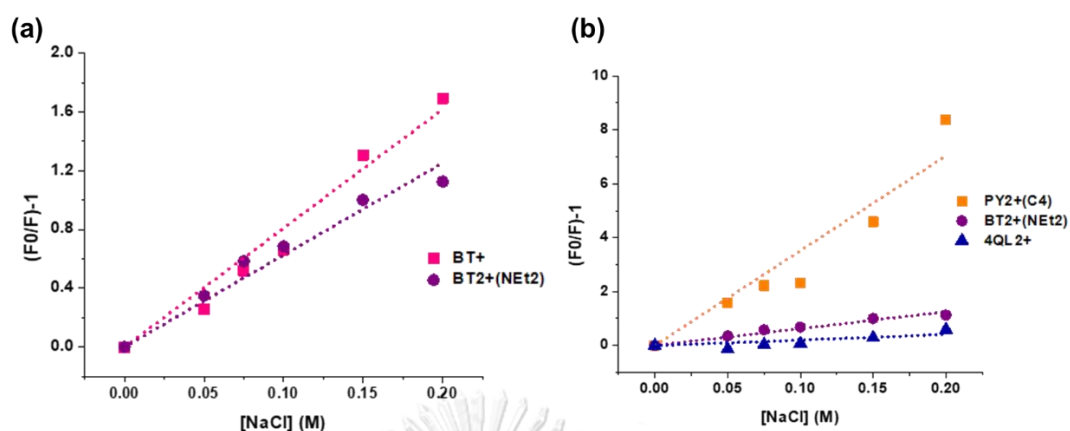 (a)
2.0
1.6
1.2
0.8
0.4
0.0
(F0/F)-1
BT+
BT2+(NEt2)
0.00 0.05 0.10 0.15 0.20
[NaCl] (M)
(b)
10
8
6
4
2
0
(F0/F)-1
PY2+(C4)
BT2+(NEt2)
4QL2+
0.00 0.05 0.10 0.15 0.20
[NaCl] (M)